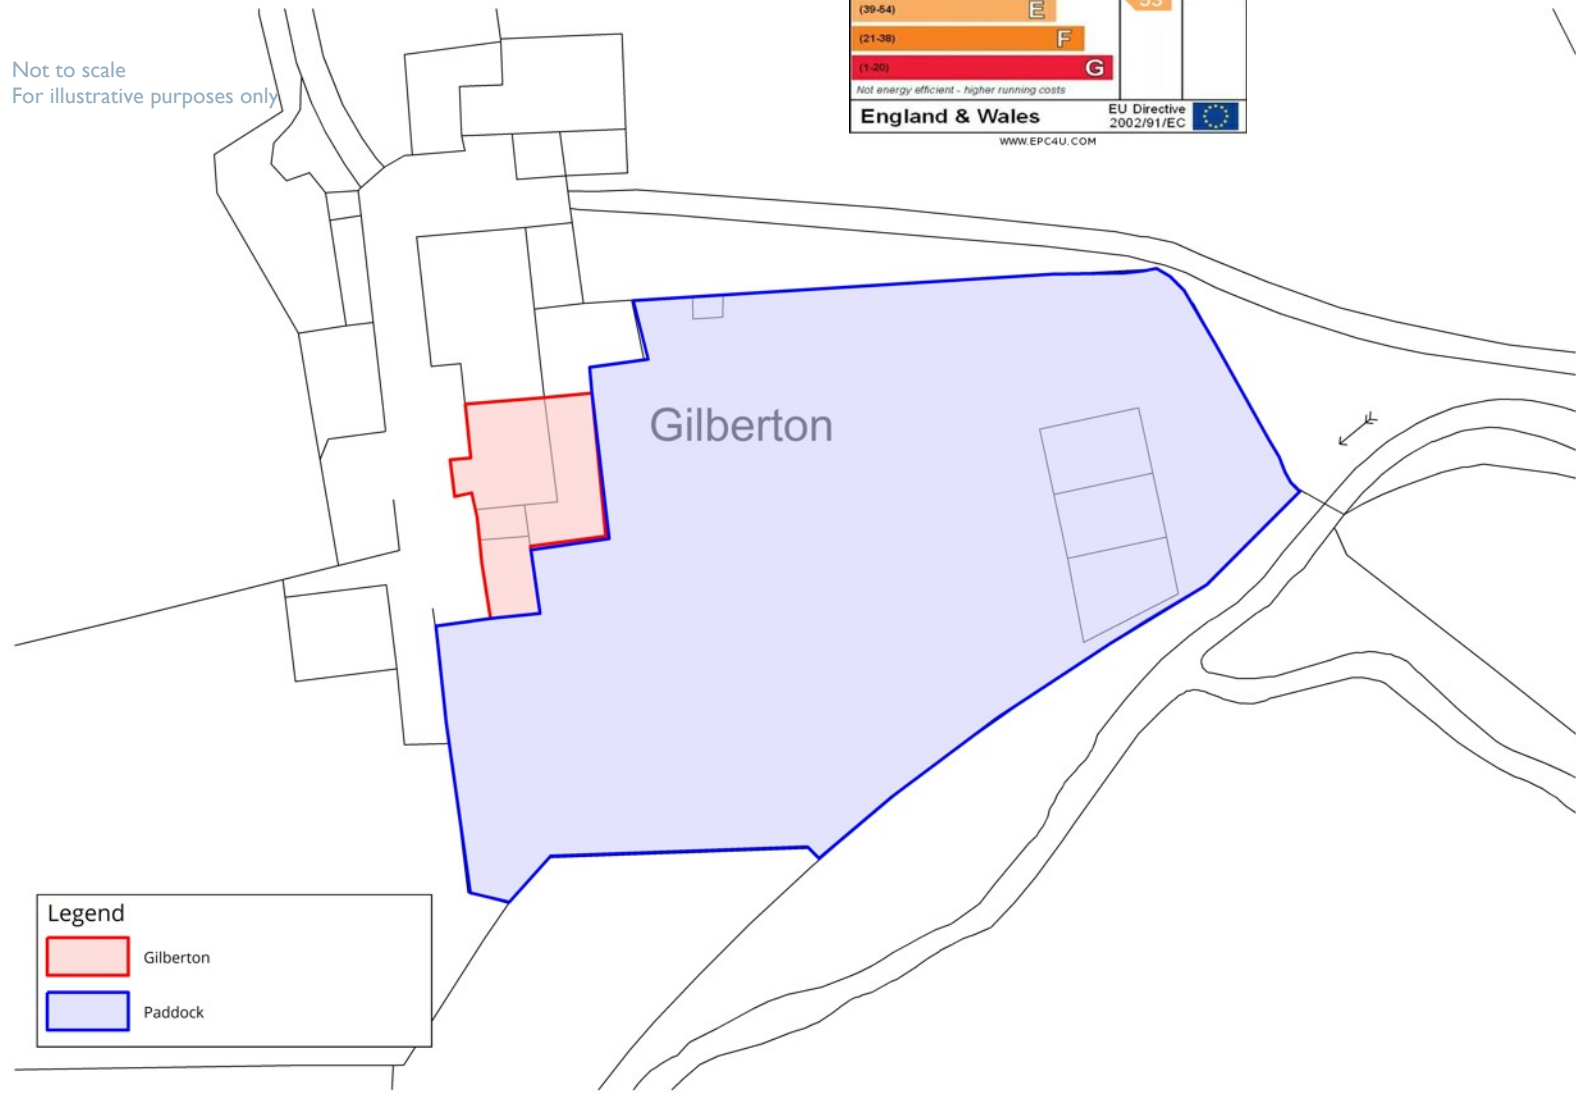 Not to scale
For illustrative purposes only
(39-54) E
(21-38) F
(1-20) G
Not energy efficient - higher running costs
England & Wales
EU Directive
2002/91/EC
WWW.EPC4U.COM
Gilberton
Legend
Gilberton
Paddock